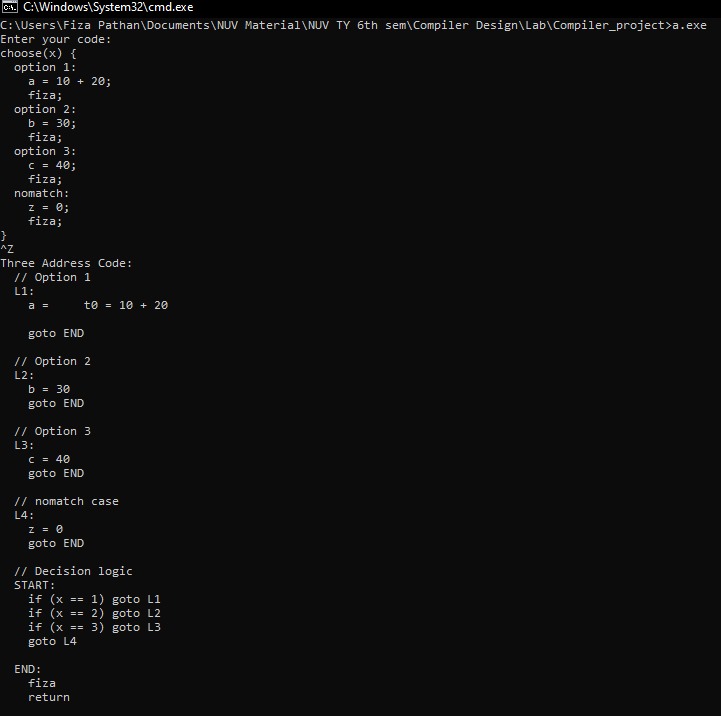 C:\Windows\System32\cmd.exe
C:\Users\Fiza Pathan\Documents\NUV Material\NUV TY 6th sem\Compiler Design\Lab\Compiler_project>a.exe
Enter your code:
choose(x) {
  option 1:
    a = 10 + 20;
    fiza;
  option 2:
    b = 30;
    fiza;
  option 3:
    c = 40;
    fiza;
  nomatch:
    z = 0;
    fiza;
}
^Z
Three Address Code:
  // Option 1
  L1:
    a =     t0 = 10 + 20

    goto END

  // Option 2
  L2:
    b = 30
    goto END

  // Option 3
  L3:
    c = 40
    goto END

  // nomatch case
  L4:
    z = 0
    goto END

  // Decision logic
  START:
    if (x == 1) goto L1
    if (x == 2) goto L2
    if (x == 3) goto L3
    goto L4

  END:
    fiza
    return